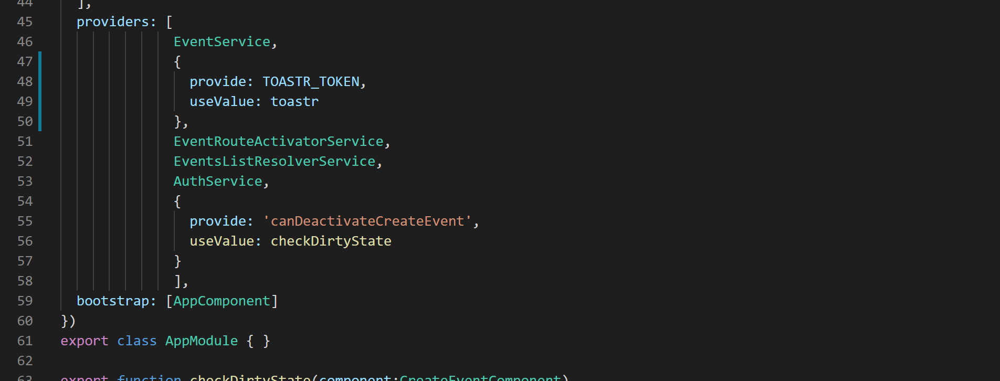 44 ],
45 providers: [
46 EventService,
47 {
48 provide: TOASTR_TOKEN,
49 useValue: toastr
50 },
51 EventRouteActivatorService,
52 EventsListResolverService,
53 AuthService,
54 {
55 provide: 'canDeactivateCreateEvent',
56 useValue: checkDirtyState
57 }
58 ],
59 bootstrap: [AppComponent]
60 })
61 export class AppModule { }
62
63 export function checkDirtyState(component:CreateEventComponent)